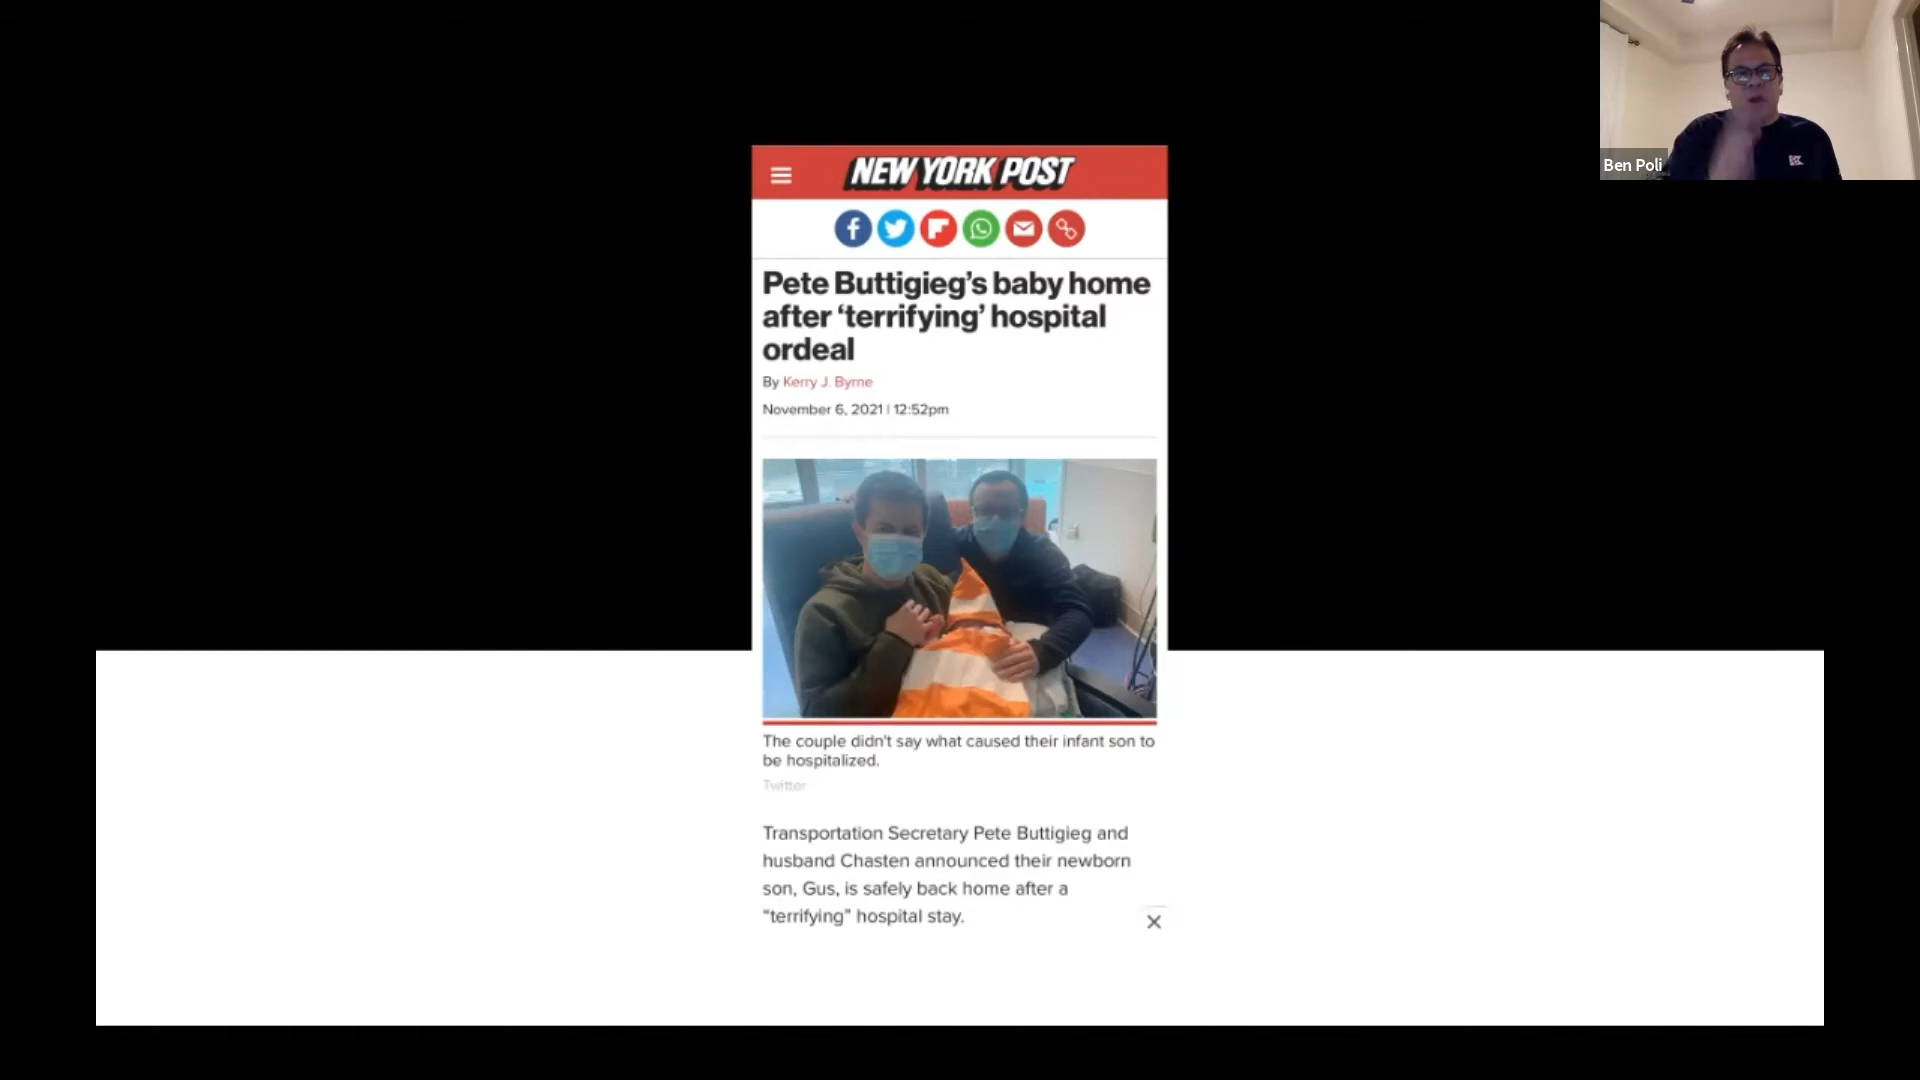 Ben Poli
NEW YORK POST
Pete Buttigieg's baby home
after 'terrifying' hospital
ordeal
By Kerry J. Byrne
November 6, 2021 | 12:52pm
The couple didn't say what caused their infant son to
be hospitalized.
Twitter
Transportation Secretary Pete Buttigieg and
husband Chasten announced their newborn
son, Gus, is safely back home after a
“terrifying” hospital stay.